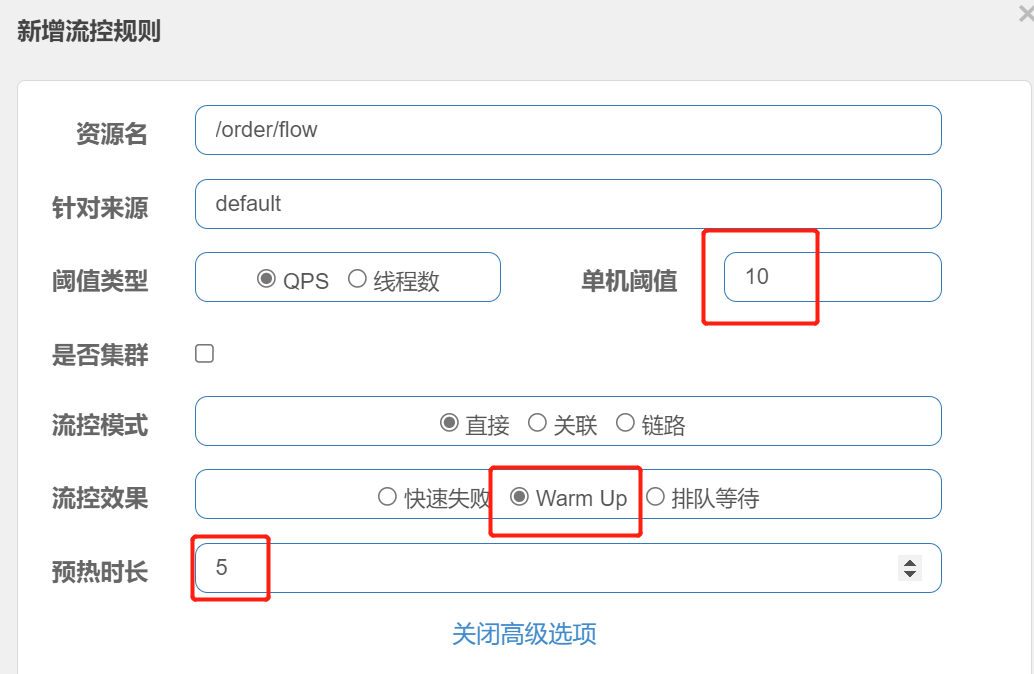 新增流控规则
资源名 /order/flow
针对来源 default
阈值类型 QPS 线程数 单机阈值 10
是否集群
流控模式 直接 关联 链路
流控效果 快速失败 Warm Up 排队等待
预热时长 5
关闭高级选项